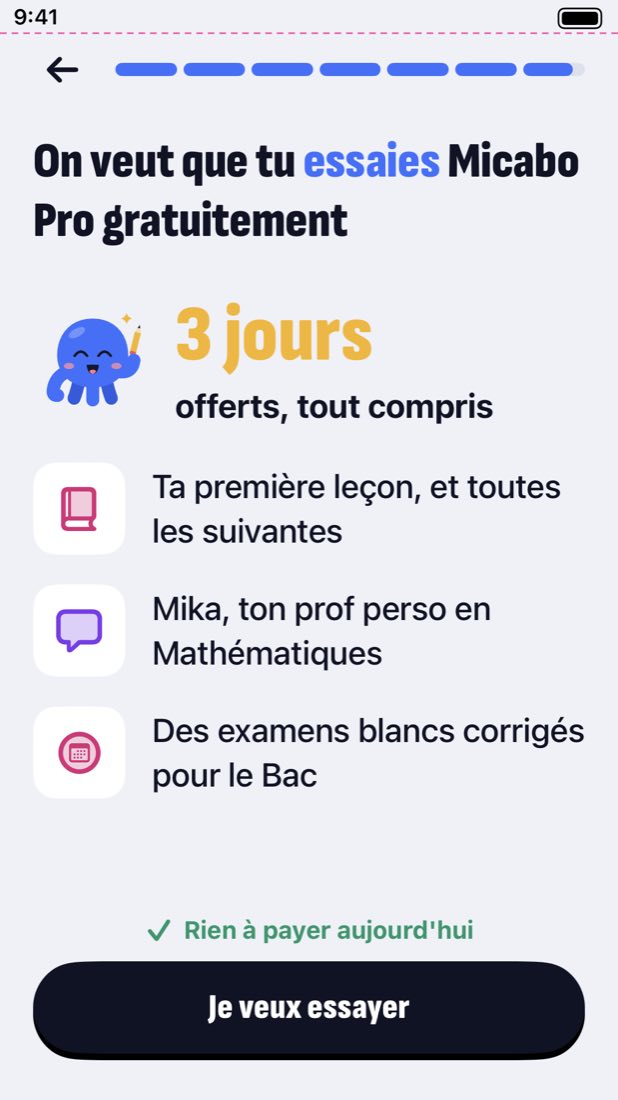 9:41
On veut que tu essaies Micabo
Pro gratuitement
3 jours
offerts, tout compris
Ta première leçon, et toutes
les suivantes
Mika, ton prof perso en
Mathématiques
Des examens blancs corrigés
pour le Bac
Rien à payer aujourd'hui
Je veux essayer